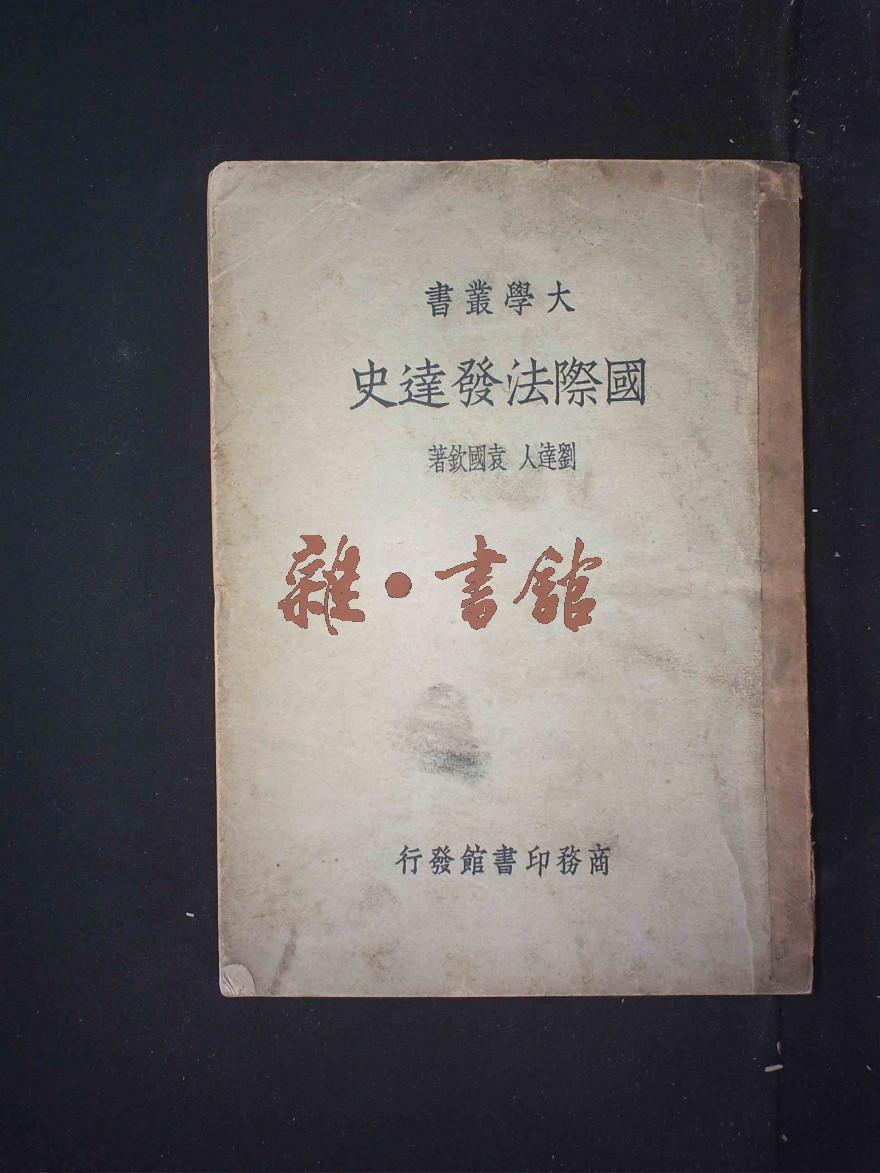 大學叢書
國際法發達史
劉達人 袁國欽著
雜·書館
商務印書館發行